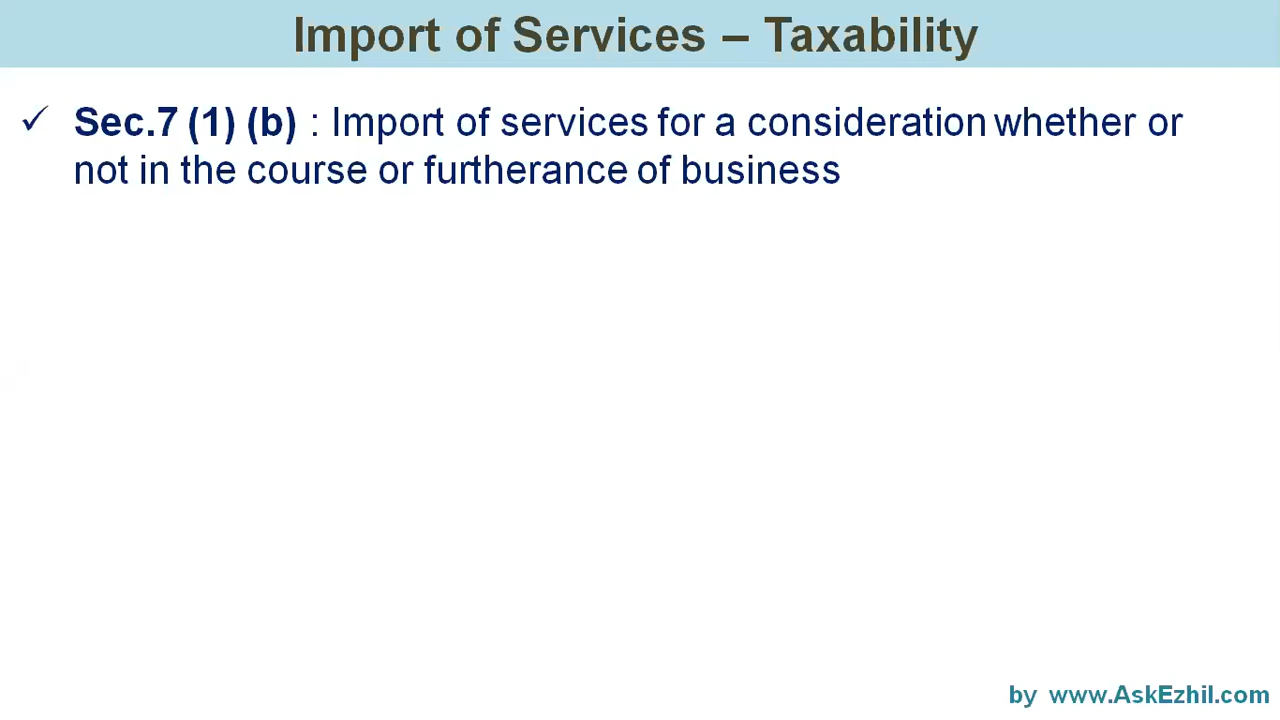 Import of Services – Taxability
✓ Sec.7 (1) (b) : Import of services for a consideration whether or
not in the course or furtherance of business
by www.AskEzhil.com